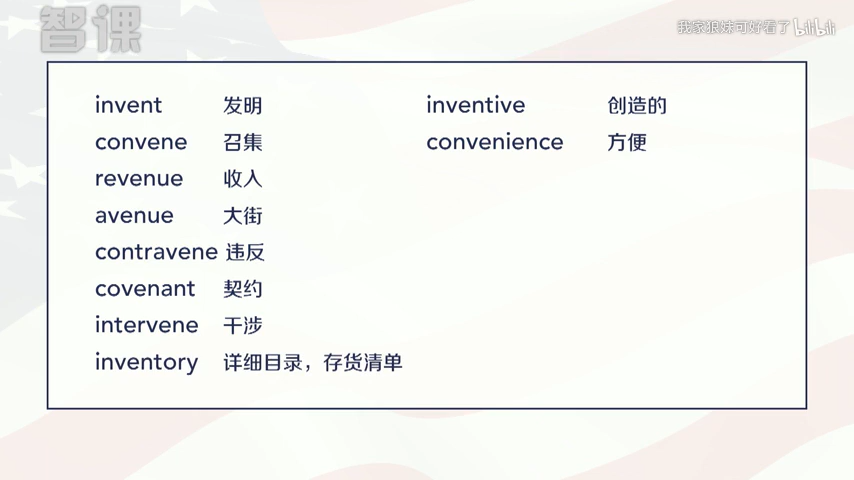 智课
我家狼妹可好看了 bilibili
invent 发明 inventive 创造的
convene 召集 convenience 方便
revenue 收入
avenue 大街
contravene 违反
covenant 契约
intervene 干涉
inventory 详细目录，存货清单